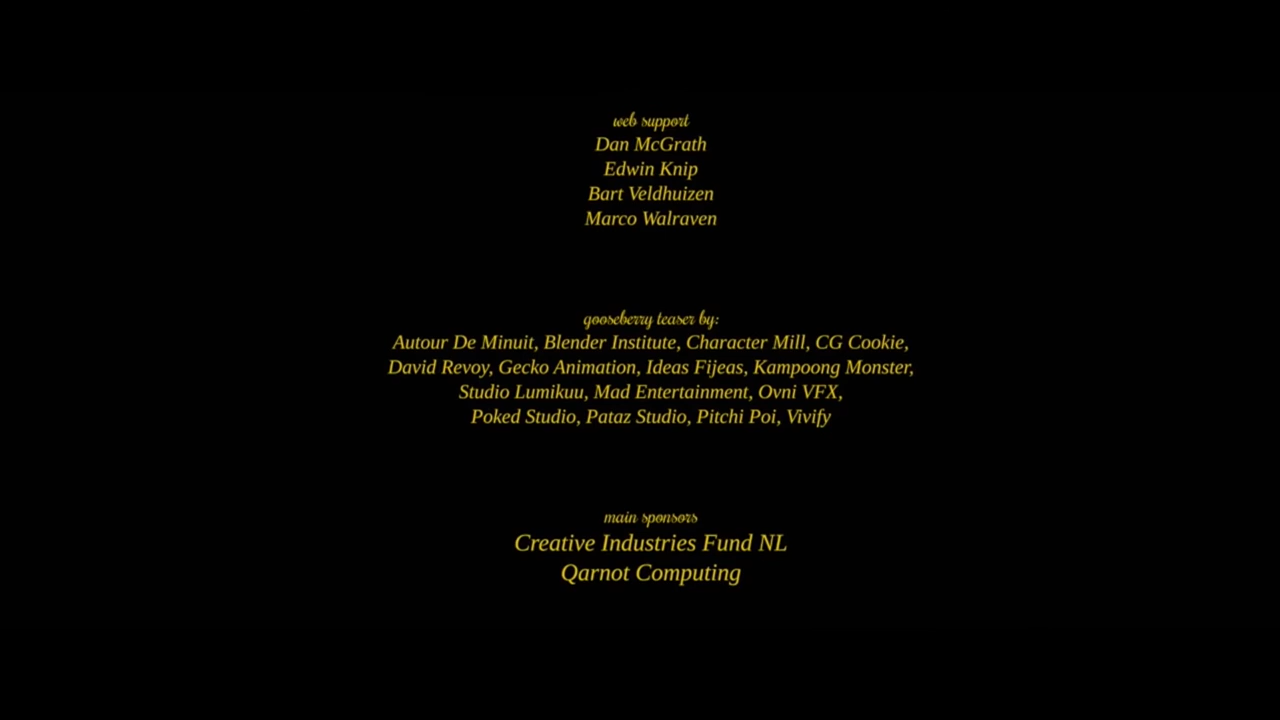 web support
Dan McGrath
Edwin Knip
Bart Veldhuizen
Marco Walraven
gooseberry teaser by:
Autour De Minuit, Blender Institute, Character Mill, CG Cookie,
David Revoy, Gecko Animation, Ideas Fijeas, Kampoong Monster,
Studio Lumikuu, Mad Entertainment, Ovni VFX,
Poked Studio, Pataz Studio, Pitchi Poi, Vivify
main sponsors
Creative Industries Fund NL
Qarnot Computing